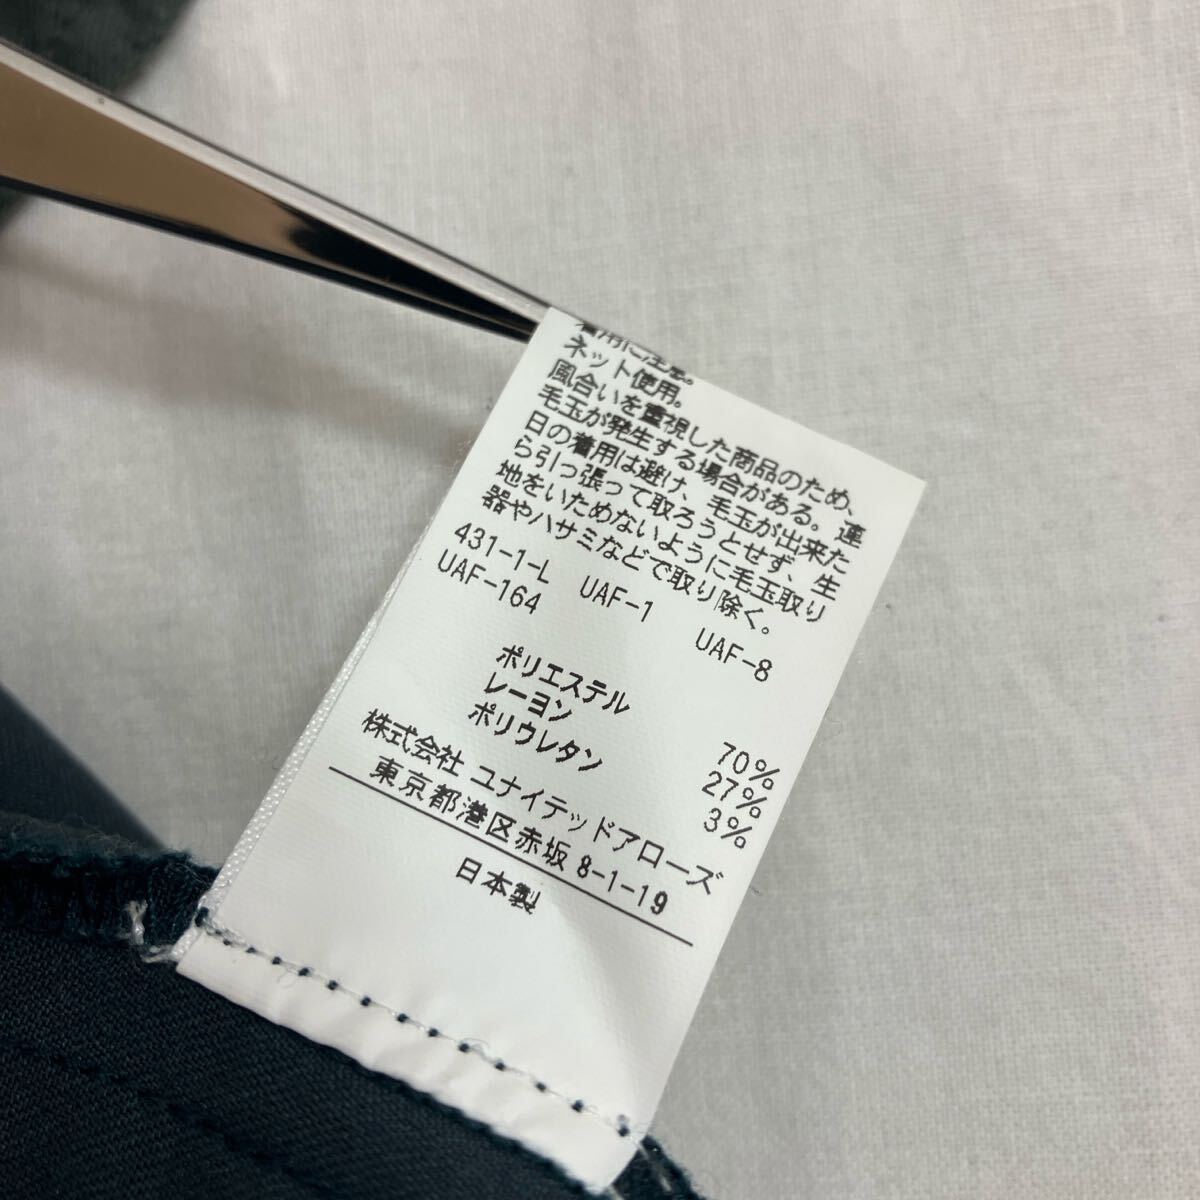 着用に注意。
ネット使用。
風合いを重視した商品のため、
毛玉が発生する場合がある。連
日の着用は避け、毛玉が出来た
ら引っ張って取ろうとせず、生
地をいためないように毛玉取り
器やハサミなどで取り除く。
431-1-L UAF-1 UAF-8
UAF-164
ポリエステル 70%
レーヨン 27%
ポリウレタン 3%
株式会社 ユナイテッドアローズ
東京都港区赤坂 8-1-19
日本製